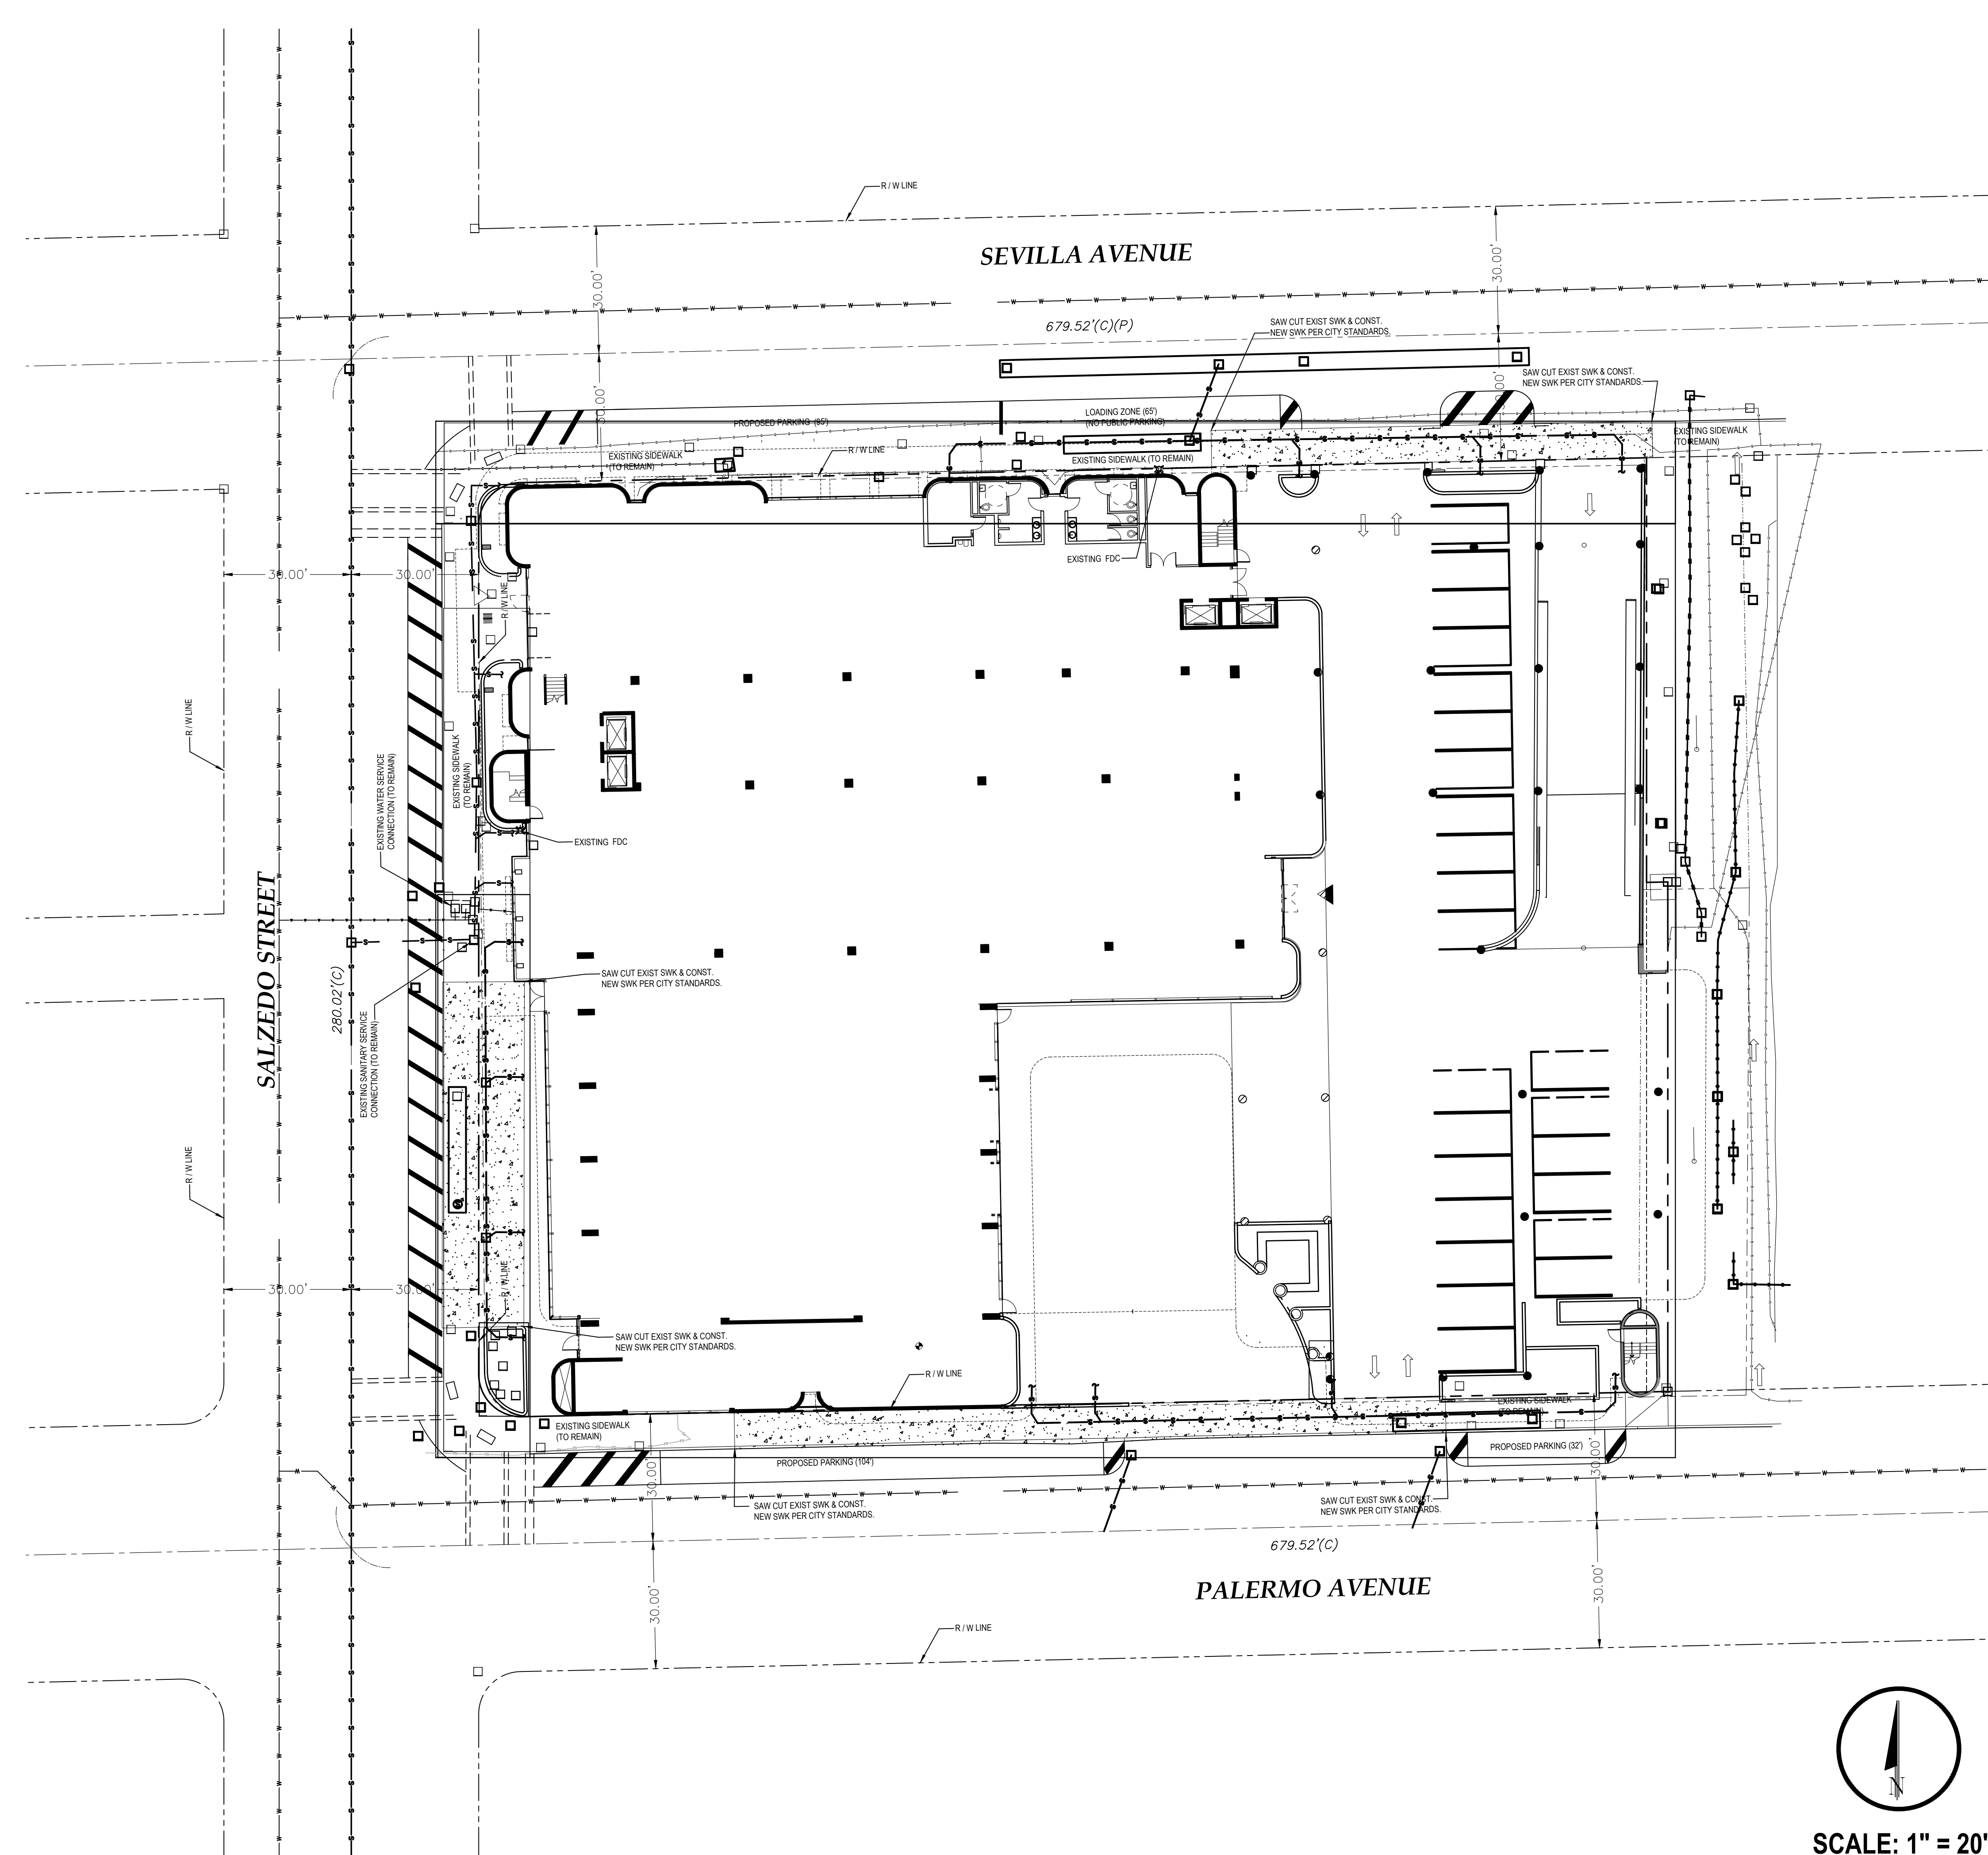 R / W LINE
SEVILLA AVENUE
30.00'
30.00'
679.52'(C)(P)
SAW CUT EXIST SWK & CONST.
NEW SWK PER CITY STANDARDS.
SAW CUT EXIST SWK & CONST.
NEW SWK PER CITY STANDARDS.
30.00'
30.00'
PROPOSED PARKING (95')
LOADING ZONE (65')
(NO PUBLIC PARKING)
EXISTING SIDEWALK
(TO REMAIN)
R / W LINE
EXISTING SIDEWALK
(TO REMAIN)
EXISTING SIDEWALK (TO REMAIN)
EXISTING FDC
30.00'
30.00'
R / W LINE
R / W LINE
EXISTING WATER SERVICE
CONNECTION (TO REMAIN)
EXISTING SIDEWALK
(TO REMAIN)
EXISTING FDC
SALZEDO STREET
280.02'(C)
SAW CUT EXIST SWK & CONST.
NEW SWK PER CITY STANDARDS.
EXISTING SANITARY SERVICE
CONNECTION (TO REMAIN)
R / W LINE
30.00'
30.00'
R / W LINE
SAW CUT EXIST SWK & CONST.
NEW SWK PER CITY STANDARDS.
R / W LINE
EXISTING SIDEWALK
(TO REMAIN)
EXISTING SIDEWALK
(TO REMAIN)
PROPOSED PARKING (104')
PROPOSED PARKING (32')
30.00'
30.00'
SAW CUT EXIST SWK & CONST.
NEW SWK PER CITY STANDARDS.
SAW CUT EXIST SWK & CONST.
NEW SWK PER CITY STANDARDS.
679.52'(C)
PALERMO AVENUE
30.00'
30.00'
R / W LINE
N
SCALE: 1" = 20'